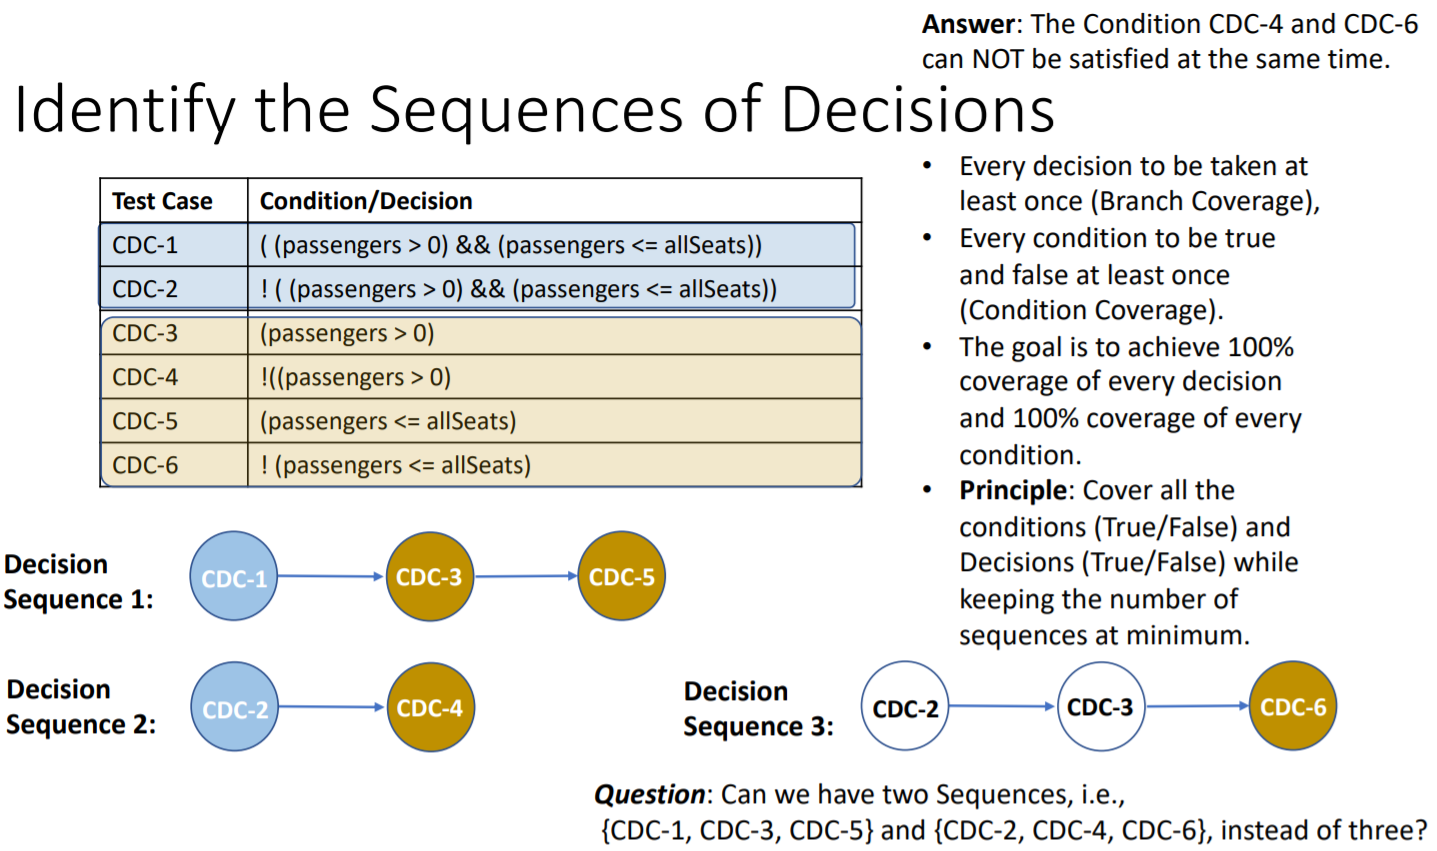 Answer: The Condition CDC-4 and CDC-6
can NOT be satisfied at the same time.
Identify the Sequences of Decisions
Test Case Condition/Decision
CDC-1 ( (passengers > 0) && (passengers <= allSeats))
CDC-2 ! ( (passengers > 0) && (passengers <= allSeats))
CDC-3 (passengers > 0)
CDC-4 !((passengers > 0)
CDC-5 (passengers <= allSeats)
CDC-6 ! (passengers <= allSeats)
• Every decision to be taken at
least once (Branch Coverage),
• Every condition to be true
and false at least once
(Condition Coverage).
• The goal is to achieve 100%
coverage of every decision
and 100% coverage of every
condition.
• Principle: Cover all the
conditions (True/False) and
Decisions (True/False) while
keeping the number of
sequences at minimum.
Decision
Sequence 1:
CDC-1 CDC-3 CDC-5
Decision
Sequence 2:
CDC-2 CDC-4
Decision
Sequence 3:
CDC-2 CDC-3 CDC-6
Question: Can we have two Sequences, i.e.,
{CDC-1, CDC-3, CDC-5} and {CDC-2, CDC-4, CDC-6}, instead of three?